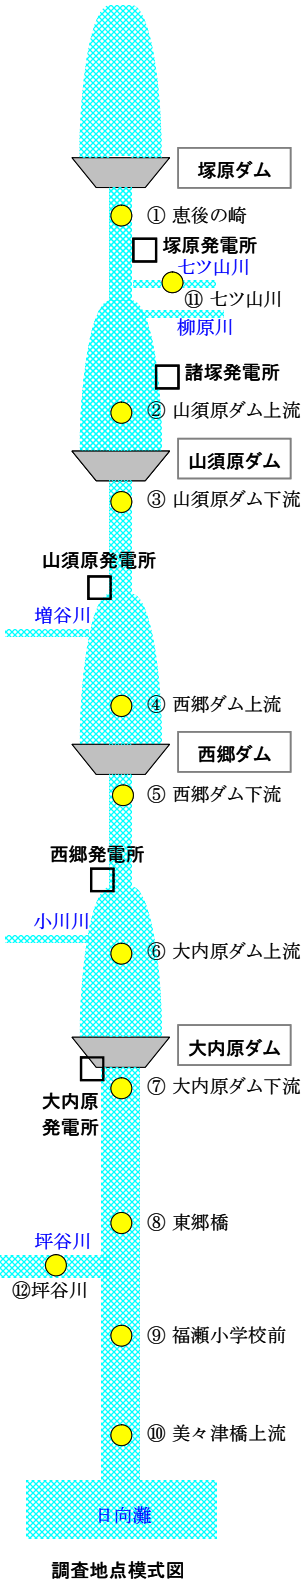 塚原ダム
① 恵後の崎
塚原発電所
七ツ山川
⑪ 七ツ山川
柳原川
諸塚発電所
② 山須原ダム上流
山須原ダム
③ 山須原ダム下流
山須原発電所
増谷川
④ 西郷ダム上流
西郷ダム
⑤ 西郷ダム下流
西郷発電所
小川川
⑥ 大内原ダム上流
大内原ダム
⑦ 大内原ダム下流
大内原
発電所
⑧ 東郷橋
坪谷川
⑫坪谷川
⑨ 福瀬小学校前
⑩ 美々津橋上流
日向灘
調査地点模式図